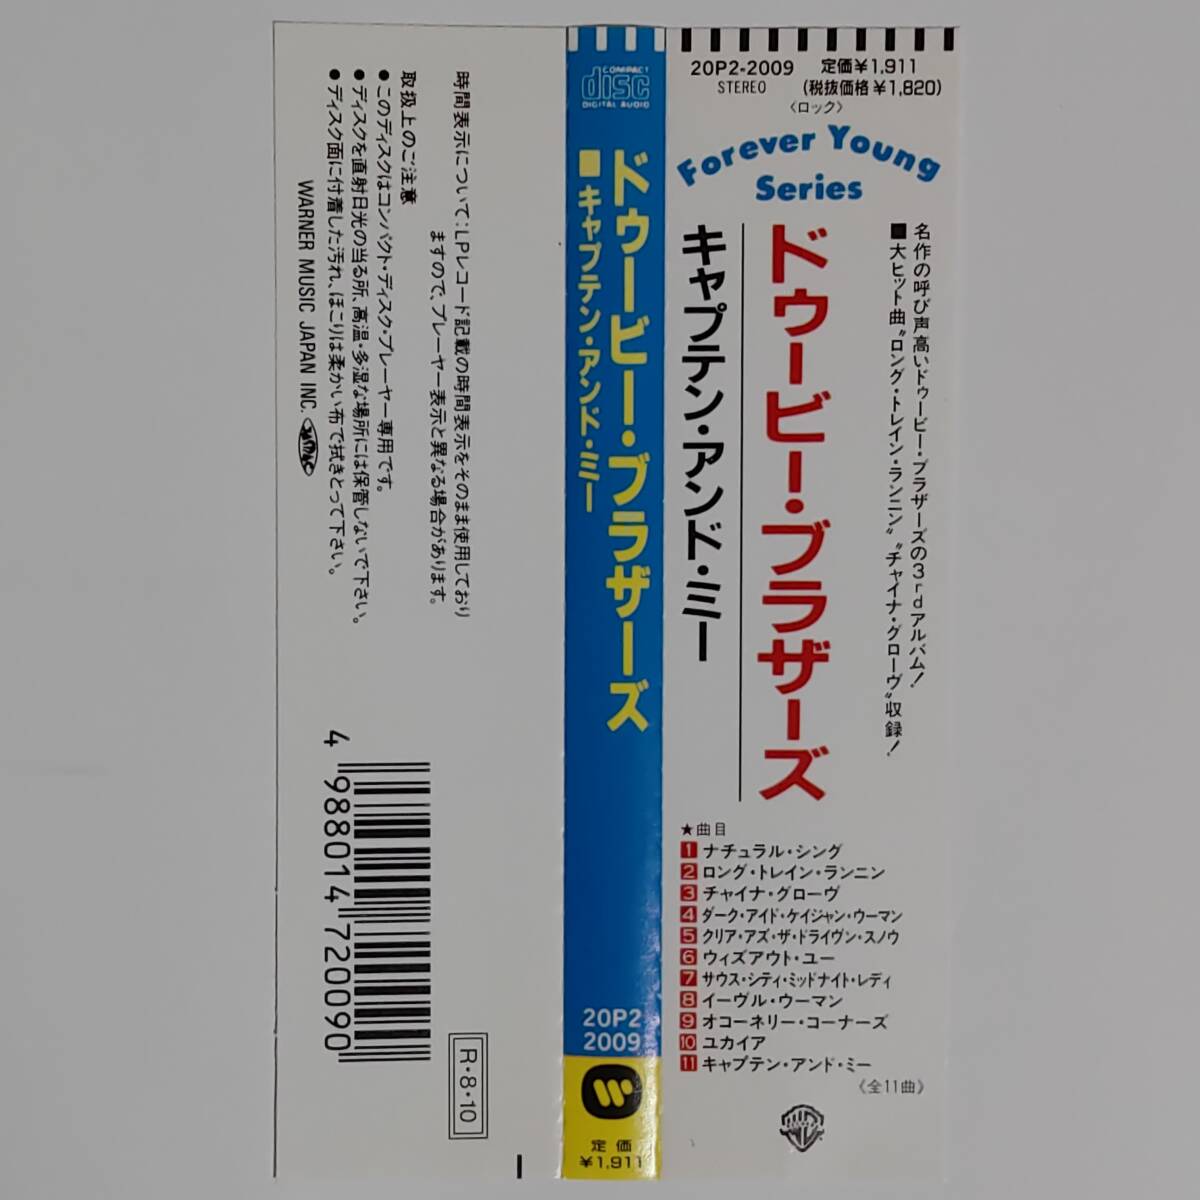 20P2-2009 定価¥1,911
STEREO (税抜価格¥1,820)
〈ロック〉
Forever Young
Series
名作の呼び声高いドゥービー・ブラザーズの3rdアルバム!
■大ヒット曲“ロング・トレイン・ランニン”“チャイナ・グローヴ”収録!
ドゥービー・ブラザーズ
キャプテン・アンド・ミー
★曲目
1 ナチュラル・シング
2 ロング・トレイン・ランニン
3 チャイナ・グローヴ
4 ダーク・アイド・ケイジャン・ウーマン
5 クリア・アズ・ザ・ドライヴン・スノウ
6 ウィズアウト・ユー
7 サウス・シティ・ミッドナイト・レディ
8 イーヴル・ウーマン
9 オコーネリー・コーナーズ
10 ユカイア
11 キャプテン・アンド・ミー
《全11曲》
COMPACT
disc
DIGITAL AUDIO
ドゥービー・ブラザーズ
■キャプテン・アンド・ミー
20P2
2009
定価
¥1,911
時間表示について:LPレコード記載の時間表示をそのまま使用しており
ますので、プレーヤー表示と異なる場合があります。
取扱上のご注意
●このディスクはコンパクト・ディスク・プレーヤー専用です。
●ディスクを直射日光の当る所、高温・多湿な場所には保管しないで下さい。
●ディスク面に付着した汚れ、ほこりは柔かい布で拭きとって下さい。
WARNER MUSIC JAPAN INC.
4 988014 720090
R・8・10